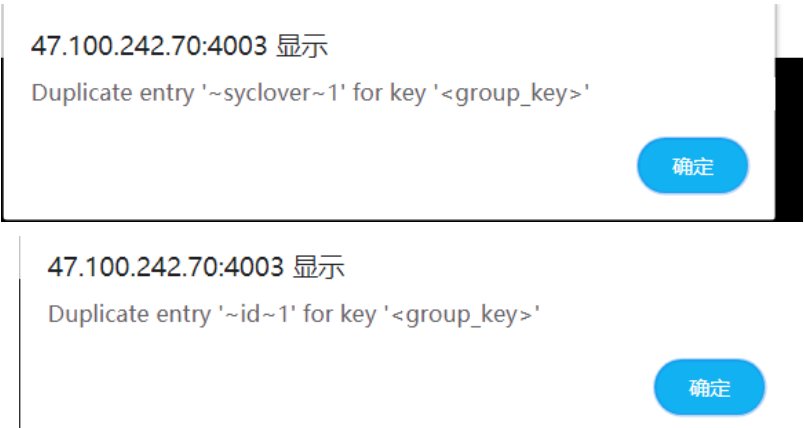 47.100.242.70:4003 显示
Duplicate entry '~syclover~1' for key '<group_key>'
确定
47.100.242.70:4003 显示
Duplicate entry '~id~1' for key '<group_key>'
确定